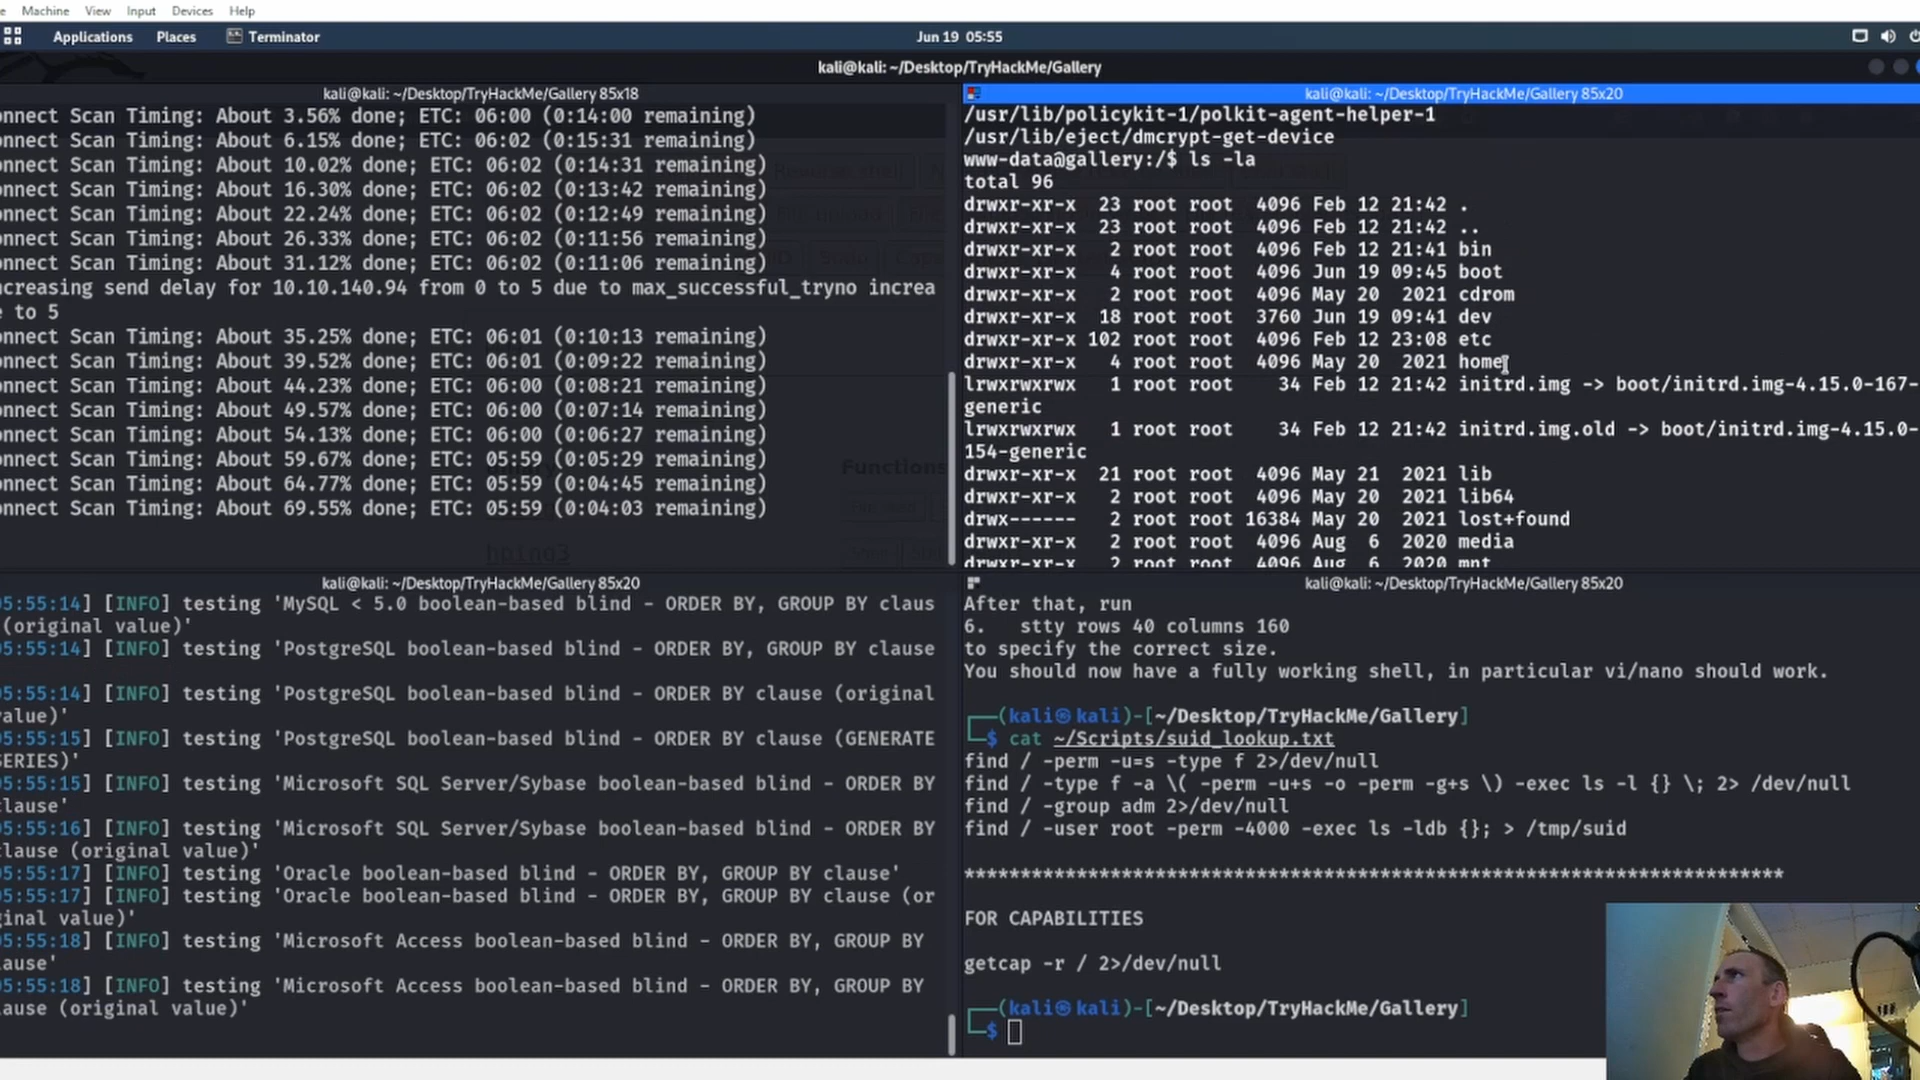 Machine View Input Devices Help
Applications Places Terminator Jun 19 05:55
kali@kali: ~/Desktop/TryHackMe/Gallery
kali@kali: ~/Desktop/TryHackMe/Gallery 85x18
onnect Scan Timing: About 3.56% done; ETC: 06:00 (0:14:00 remaining)
onnect Scan Timing: About 6.15% done; ETC: 06:02 (0:15:31 remaining)
onnect Scan Timing: About 10.02% done; ETC: 06:02 (0:14:31 remaining)
onnect Scan Timing: About 16.30% done; ETC: 06:02 (0:13:42 remaining)
onnect Scan Timing: About 22.24% done; ETC: 06:02 (0:12:49 remaining)
onnect Scan Timing: About 26.33% done; ETC: 06:02 (0:11:56 remaining)
onnect Scan Timing: About 31.12% done; ETC: 06:02 (0:11:06 remaining)
ncreasing send delay for 10.10.140.94 from 0 to 5 due to max_successful_tryno increa
e to 5
onnect Scan Timing: About 35.25% done; ETC: 06:01 (0:10:13 remaining)
onnect Scan Timing: About 39.52% done; ETC: 06:01 (0:09:22 remaining)
onnect Scan Timing: About 44.23% done; ETC: 06:00 (0:08:21 remaining)
onnect Scan Timing: About 49.57% done; ETC: 06:00 (0:07:14 remaining)
onnect Scan Timing: About 54.13% done; ETC: 06:00 (0:06:27 remaining)
onnect Scan Timing: About 59.67% done; ETC: 05:59 (0:05:29 remaining)
onnect Scan Timing: About 64.77% done; ETC: 05:59 (0:04:45 remaining)
onnect Scan Timing: About 69.55% done; ETC: 05:59 (0:04:03 remaining)
Functions
hping3
kali@kali: ~/Desktop/TryHackMe/Gallery 85x20
/usr/lib/policykit-1/polkit-agent-helper-1
/usr/lib/eject/dmcrypt-get-device
www-data@gallery:/$ ls -la
total 96
drwxr-xr-x 23 root root 4096 Feb 12 21:42 .
drwxr-xr-x 23 root root 4096 Feb 12 21:42 ..
drwxr-xr-x 2 root root 4096 Feb 12 21:41 bin
drwxr-xr-x 4 root root 4096 Jun 19 09:45 boot
drwxr-xr-x 2 root root 4096 May 20 2021 cdrom
drwxr-xr-x 18 root root 3760 Jun 19 09:41 dev
drwxr-xr-x 102 root root 4096 Feb 12 23:08 etc
drwxr-xr-x 4 root root 4096 May 20 2021 home
lrwxrwxrwx 1 root root 34 Feb 12 21:42 initrd.img -> boot/initrd.img-4.15.0-167-
generic
lrwxrwxrwx 1 root root 34 Feb 12 21:42 initrd.img.old -> boot/initrd.img-4.15.0-
154-generic
drwxr-xr-x 21 root root 4096 May 21 2021 lib
drwxr-xr-x 2 root root 4096 May 20 2021 lib64
drwx------ 2 root root 16384 May 20 2021 lost+found
drwxr-xr-x 2 root root 4096 Aug 6 2020 media
drwxr-xr-x 2 root root 4096 Aug 6 2020 mnt
kali@kali: ~/Desktop/TryHackMe/Gallery 85x20
05:55:14] [INFO] testing 'MySQL < 5.0 boolean-based blind - ORDER BY, GROUP BY claus
(original value)'
05:55:14] [INFO] testing 'PostgreSQL boolean-based blind - ORDER BY, GROUP BY clause
05:55:14] [INFO] testing 'PostgreSQL boolean-based blind - ORDER BY clause (original
value)'
05:55:15] [INFO] testing 'PostgreSQL boolean-based blind - ORDER BY clause (GENERATE
SERIES)'
05:55:15] [INFO] testing 'Microsoft SQL Server/Sybase boolean-based blind - ORDER BY
clause'
05:55:16] [INFO] testing 'Microsoft SQL Server/Sybase boolean-based blind - ORDER BY
clause (original value)'
05:55:17] [INFO] testing 'Oracle boolean-based blind - ORDER BY, GROUP BY clause'
05:55:17] [INFO] testing 'Oracle boolean-based blind - ORDER BY, GROUP BY clause (or
ginal value)'
05:55:18] [INFO] testing 'Microsoft Access boolean-based blind - ORDER BY, GROUP BY
lause'
05:55:18] [INFO] testing 'Microsoft Access boolean-based blind - ORDER BY, GROUP BY
lause (original value)'
kali@kali: ~/Desktop/TryHackMe/Gallery 85x20
After that, run
6. stty rows 40 columns 160
to specify the correct size.
You should now have a fully working shell, in particular vi/nano should work.
(kali㉿kali)-[~/Desktop/TryHackMe/Gallery]
$ cat ~/Scripts/suid_lookup.txt
find / -perm -u=s -type f 2>/dev/null
find / -type f -a \( -perm -u+s -o -perm -g+s \) -exec ls -l {} \; 2> /dev/null
find / -group adm 2>/dev/null
find / -user root -perm -4000 -exec ls -ldb {}; > /tmp/suid
*****************************************************************************
FOR CAPABILITIES
getcap -r / 2>/dev/null
(kali㉿kali)-[~/Desktop/TryHackMe/Gallery]
$